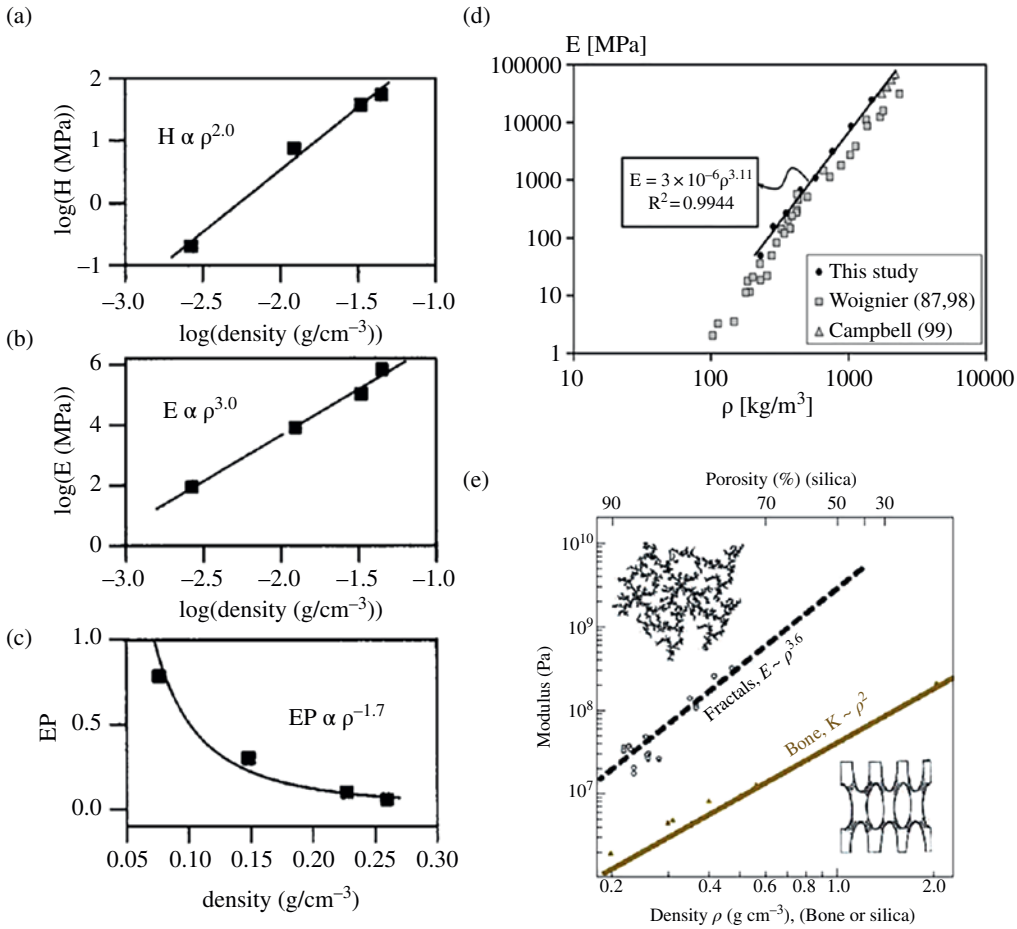 (a)
2
1
0
–1
log(H (MPa))
H α ρ2.0
–3.0 –2.5 –2.0 –1.5 –1.0
log(density (g/cm–3))
(b)
6
4
2
0
log(E (MPa))
E α ρ3.0
–3.0 –2.5 –2.0 –1.5 –1.0
log(density (g/cm–3))
(c)
1.0
0.5
0.0
EP
EP α ρ–1.7
0.05 0.10 0.15 0.20 0.25 0.30
density (g/cm–3)
(d)
E [MPa]
100000
10000
1000
100
10
1
E = 3 × 10–6ρ3.11
R2 = 0.9944
This study
Woignier (87,98)
Campbell (99)
10 100 1000 10000
ρ [kg/m3]
(e)
Porosity (%) (silica)
90 70 50 30
1010
109
108
107
Modulus (Pa)
Fractals, E ~ ρ3.6
Bone, K ~ ρ2
0.2 0.4 0.6 0.8 1.0 2.0
Density ρ (g cm–3), (Bone or silica)